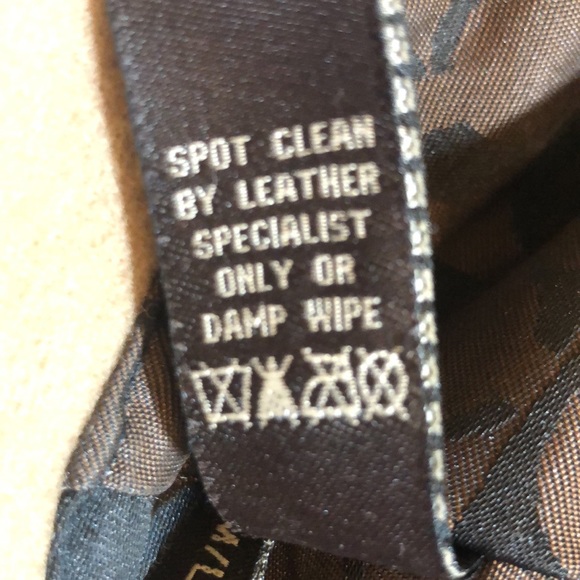 SPOT CLEAN
BY LEATHER
SPECIALIST
ONLY OR
DAMP WIPE